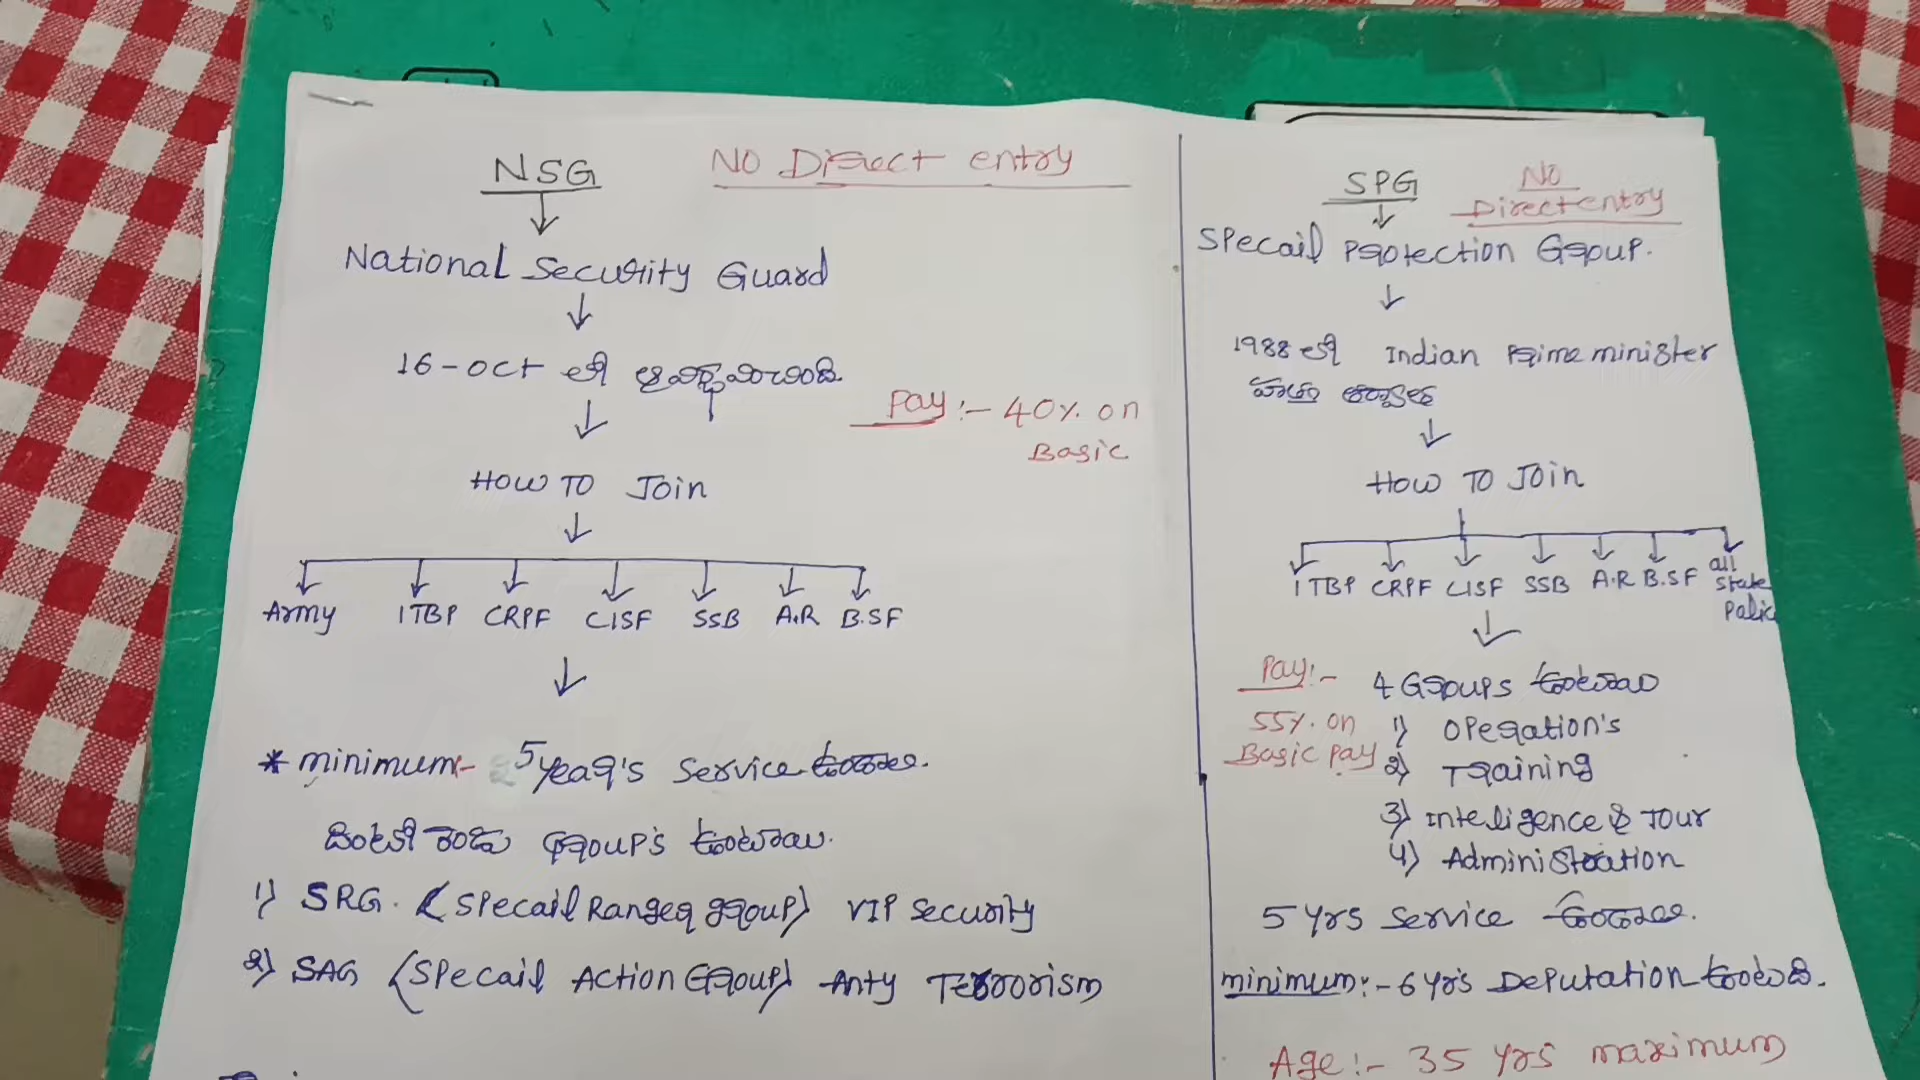 NSG
NO Direct entry
National Security Guard
16-oct లో ఆవిర్భవించింది.
Pay:- 40% on
Basic
HOW TO Join
Army ITBP CRPF CISF SSB A.R B.SF
* minimum:- 5 year's Service ఉండాలి.
దీంట్లో రెండు Group's ఉంటాయి.
1) SRG. (Specail Ranger group) VIP Security
2) SAG (Specail Action Group) Anty Terrorism
SPG
NO
Direct entry
Specail Protection Group.
1988 లో Indian Prime minister
HOW TO Join
ITBP CRPF CISF SSB A.R B.SF all
State
Palic
Pay:-
55% on
Basic Pay
4 Groups ఉంటాయి
1) Operation's
2) Training
3) Intelligence & Tour
4) Administration
5 yrs Service ఉండాలి.
minimum:- 6 yrs Deputation ఉంటుంది.
Age:- 35 yrs maximum